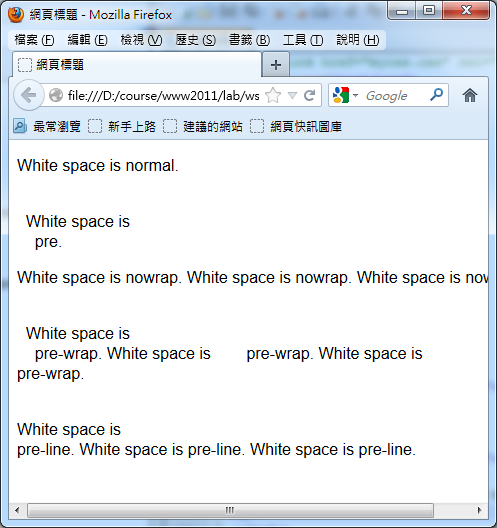 網頁標題 - Mozilla Firefox
檔案 (F) 編輯 (E) 檢視 (V) 歷史 (S) 書籤 (B) 工具 (T) 說明 (H)
網頁標題
file:///D:/course/www2011/lab/ws Google
最常瀏覽 新手上路 建議的網站 網頁快訊圖庫
White space is normal.
White space is
pre.
White space is nowrap. White space is nowrap. White space is now
White space is
pre-wrap. White space is pre-wrap. White space is
pre-wrap.
White space is
pre-line. White space is pre-line. White space is pre-line.